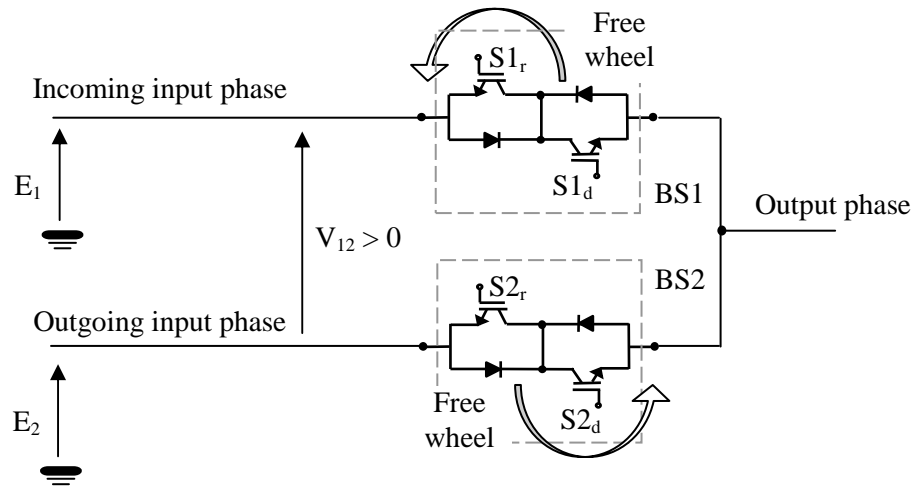 Free
wheel
S1r
Incoming input phase
E1
S1d
BS1
V12 > 0
Output phase
BS2
S2r
Outgoing input phase
E2
Free
wheel
S2d